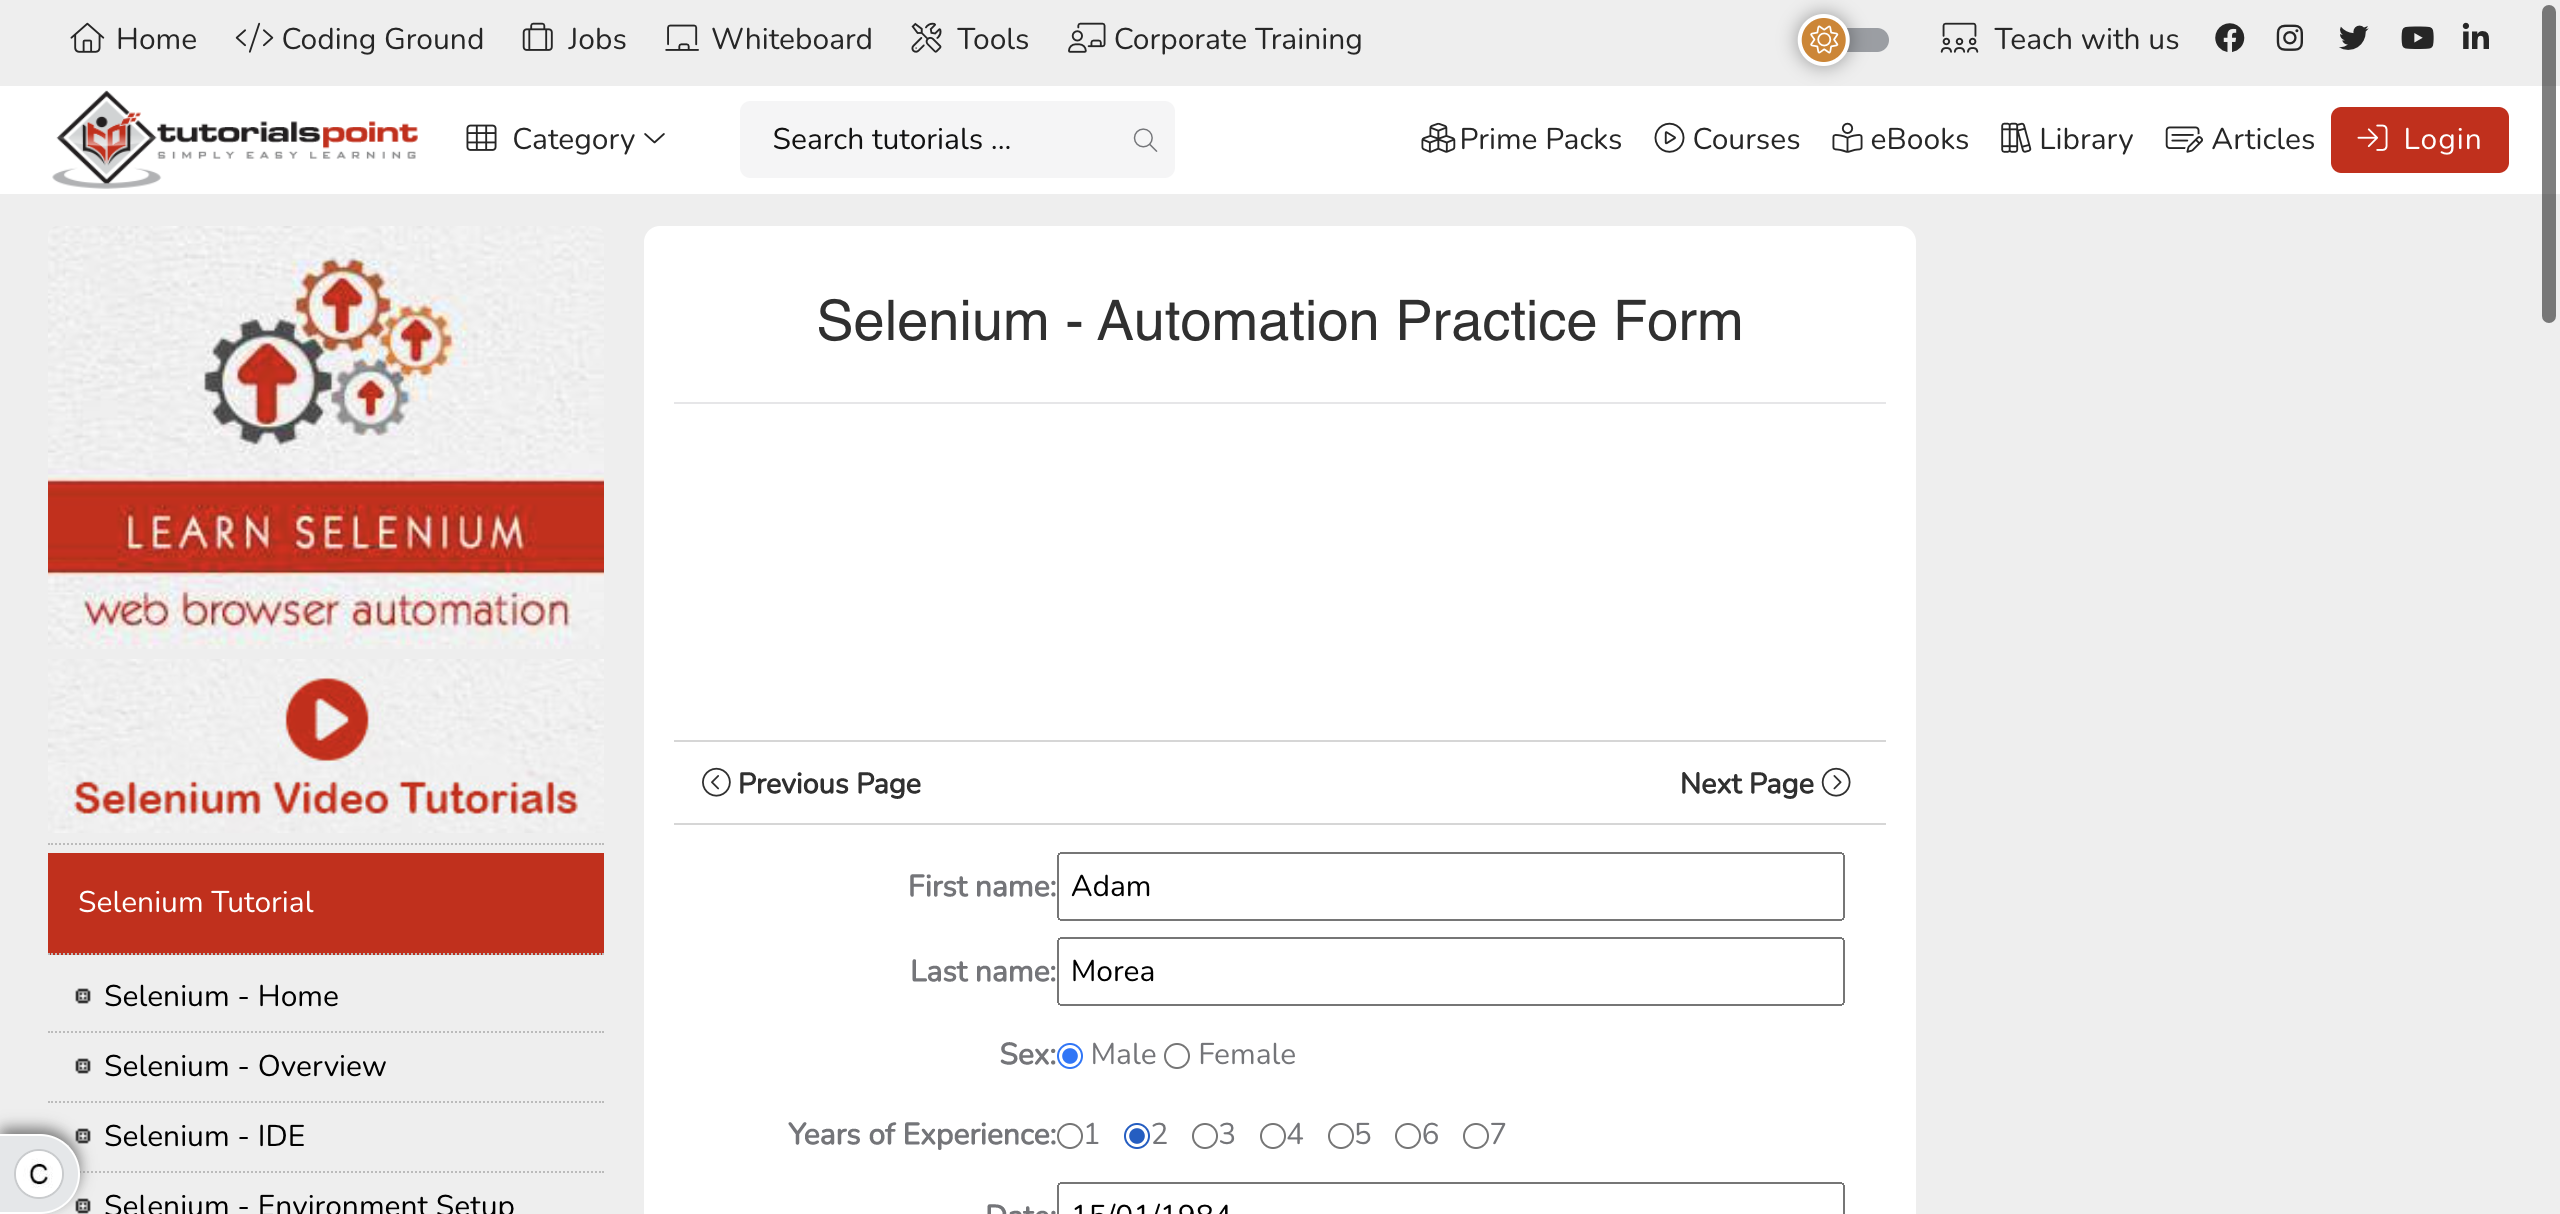 Home </> Coding Ground Jobs Whiteboard Tools Corporate Training Teach with us
tutorialspoint
SIMPLY EASY LEARNING
Category
Search tutorials ...
Prime Packs Courses eBooks Library Articles Login
LEARN SELENIUM
web browser automation
Selenium Video Tutorials
Selenium Tutorial
Selenium - Home
Selenium - Overview
Selenium - IDE
Selenium - Environment Setup
C
Selenium - Automation Practice Form
Previous Page Next Page
First name: Adam
Last name: Morea
Sex: Male Female
Years of Experience: 1 2 3 4 5 6 7
Date: 15/01/1984